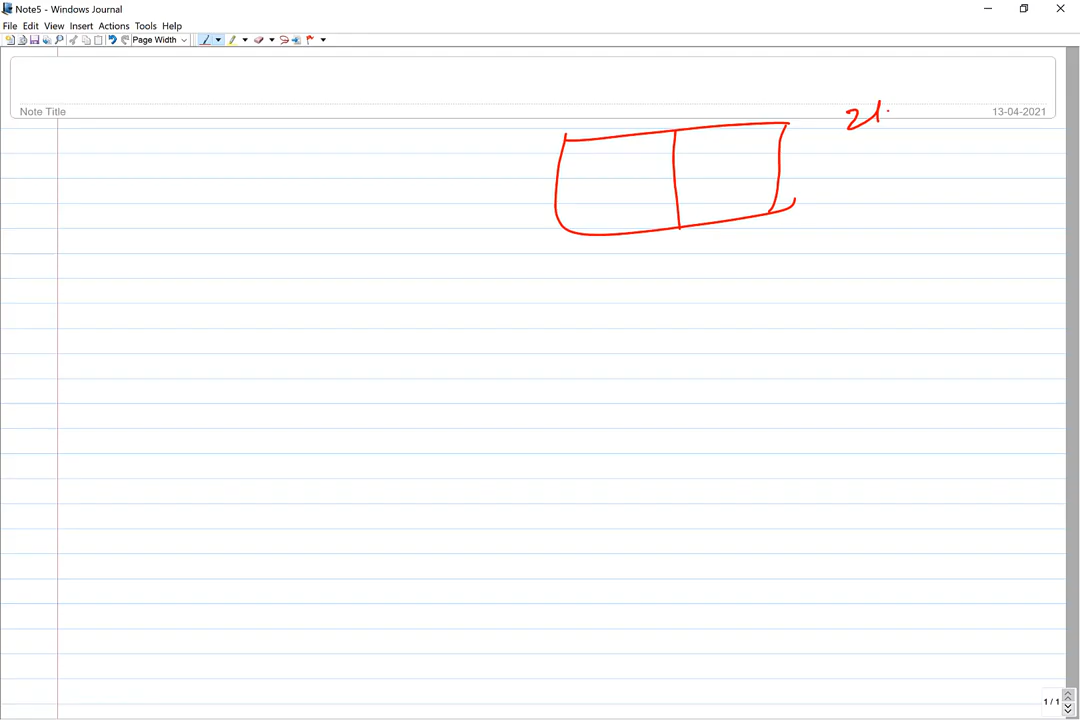 Note5 - Windows Journal
File Edit View Insert Actions Tools Help
Page Width
Note Title
13-04-2021
1 / 1